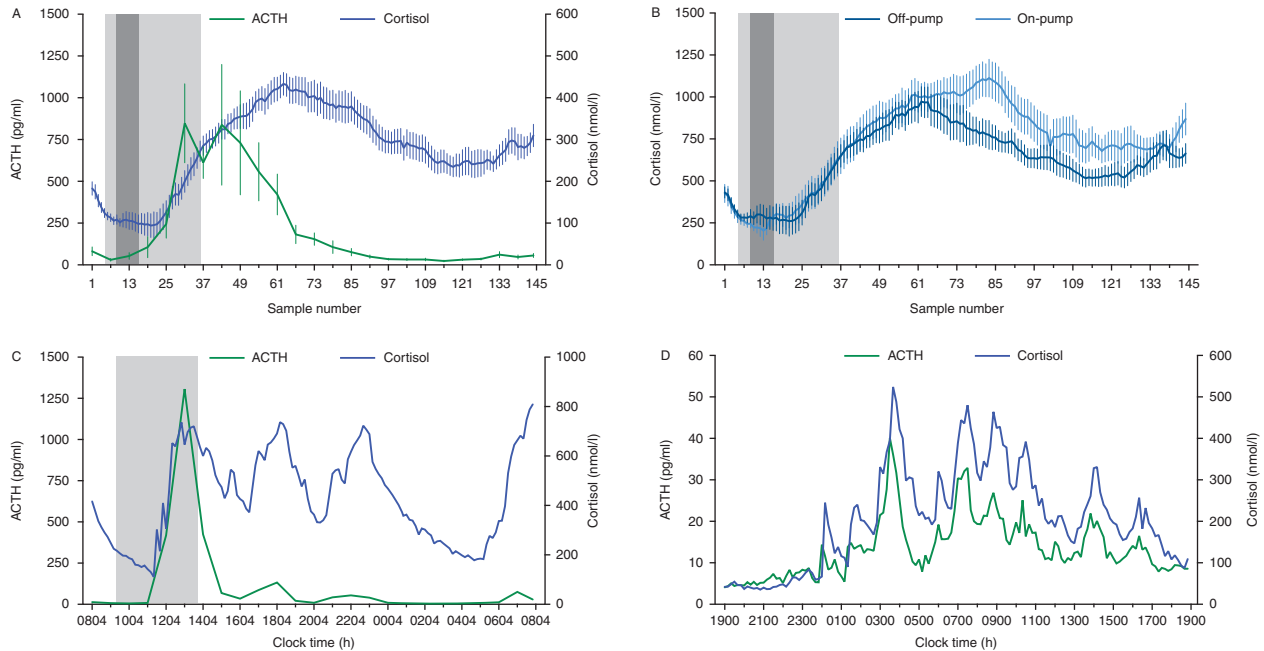 A
ACTH
Cortisol
1500
1250
1000
750
500
250
0
ACTH (pg/ml)
600
500
400
300
200
100
0
Cortisol (nmol/l)
1 13 25 37 49 61 73 85 97 109 121 133 145
Sample number
B
Off-pump
On-pump
1500
1250
1000
750
500
250
0
Cortisol (nmol/l)
1 13 25 37 49 61 73 85 97 109 121 133 145
Sample number
C
ACTH
Cortisol
1500
1250
1000
750
500
250
0
ACTH (pg/ml)
1000
800
600
400
200
0
Cortisol (nmol/l)
0804 1004 1204 1404 1604 1804 2004 2204 0004 0204 0404 0604 0804
Clock time (h)
D
ACTH
Cortisol
60
50
40
30
20
10
0
ACTH (pg/ml)
600
500
400
300
200
100
0
Cortisol (nmol/l)
1900 2100 2300 0100 0300 0500 0700 0900 1100 1300 1500 1700 1900
Clock time (h)